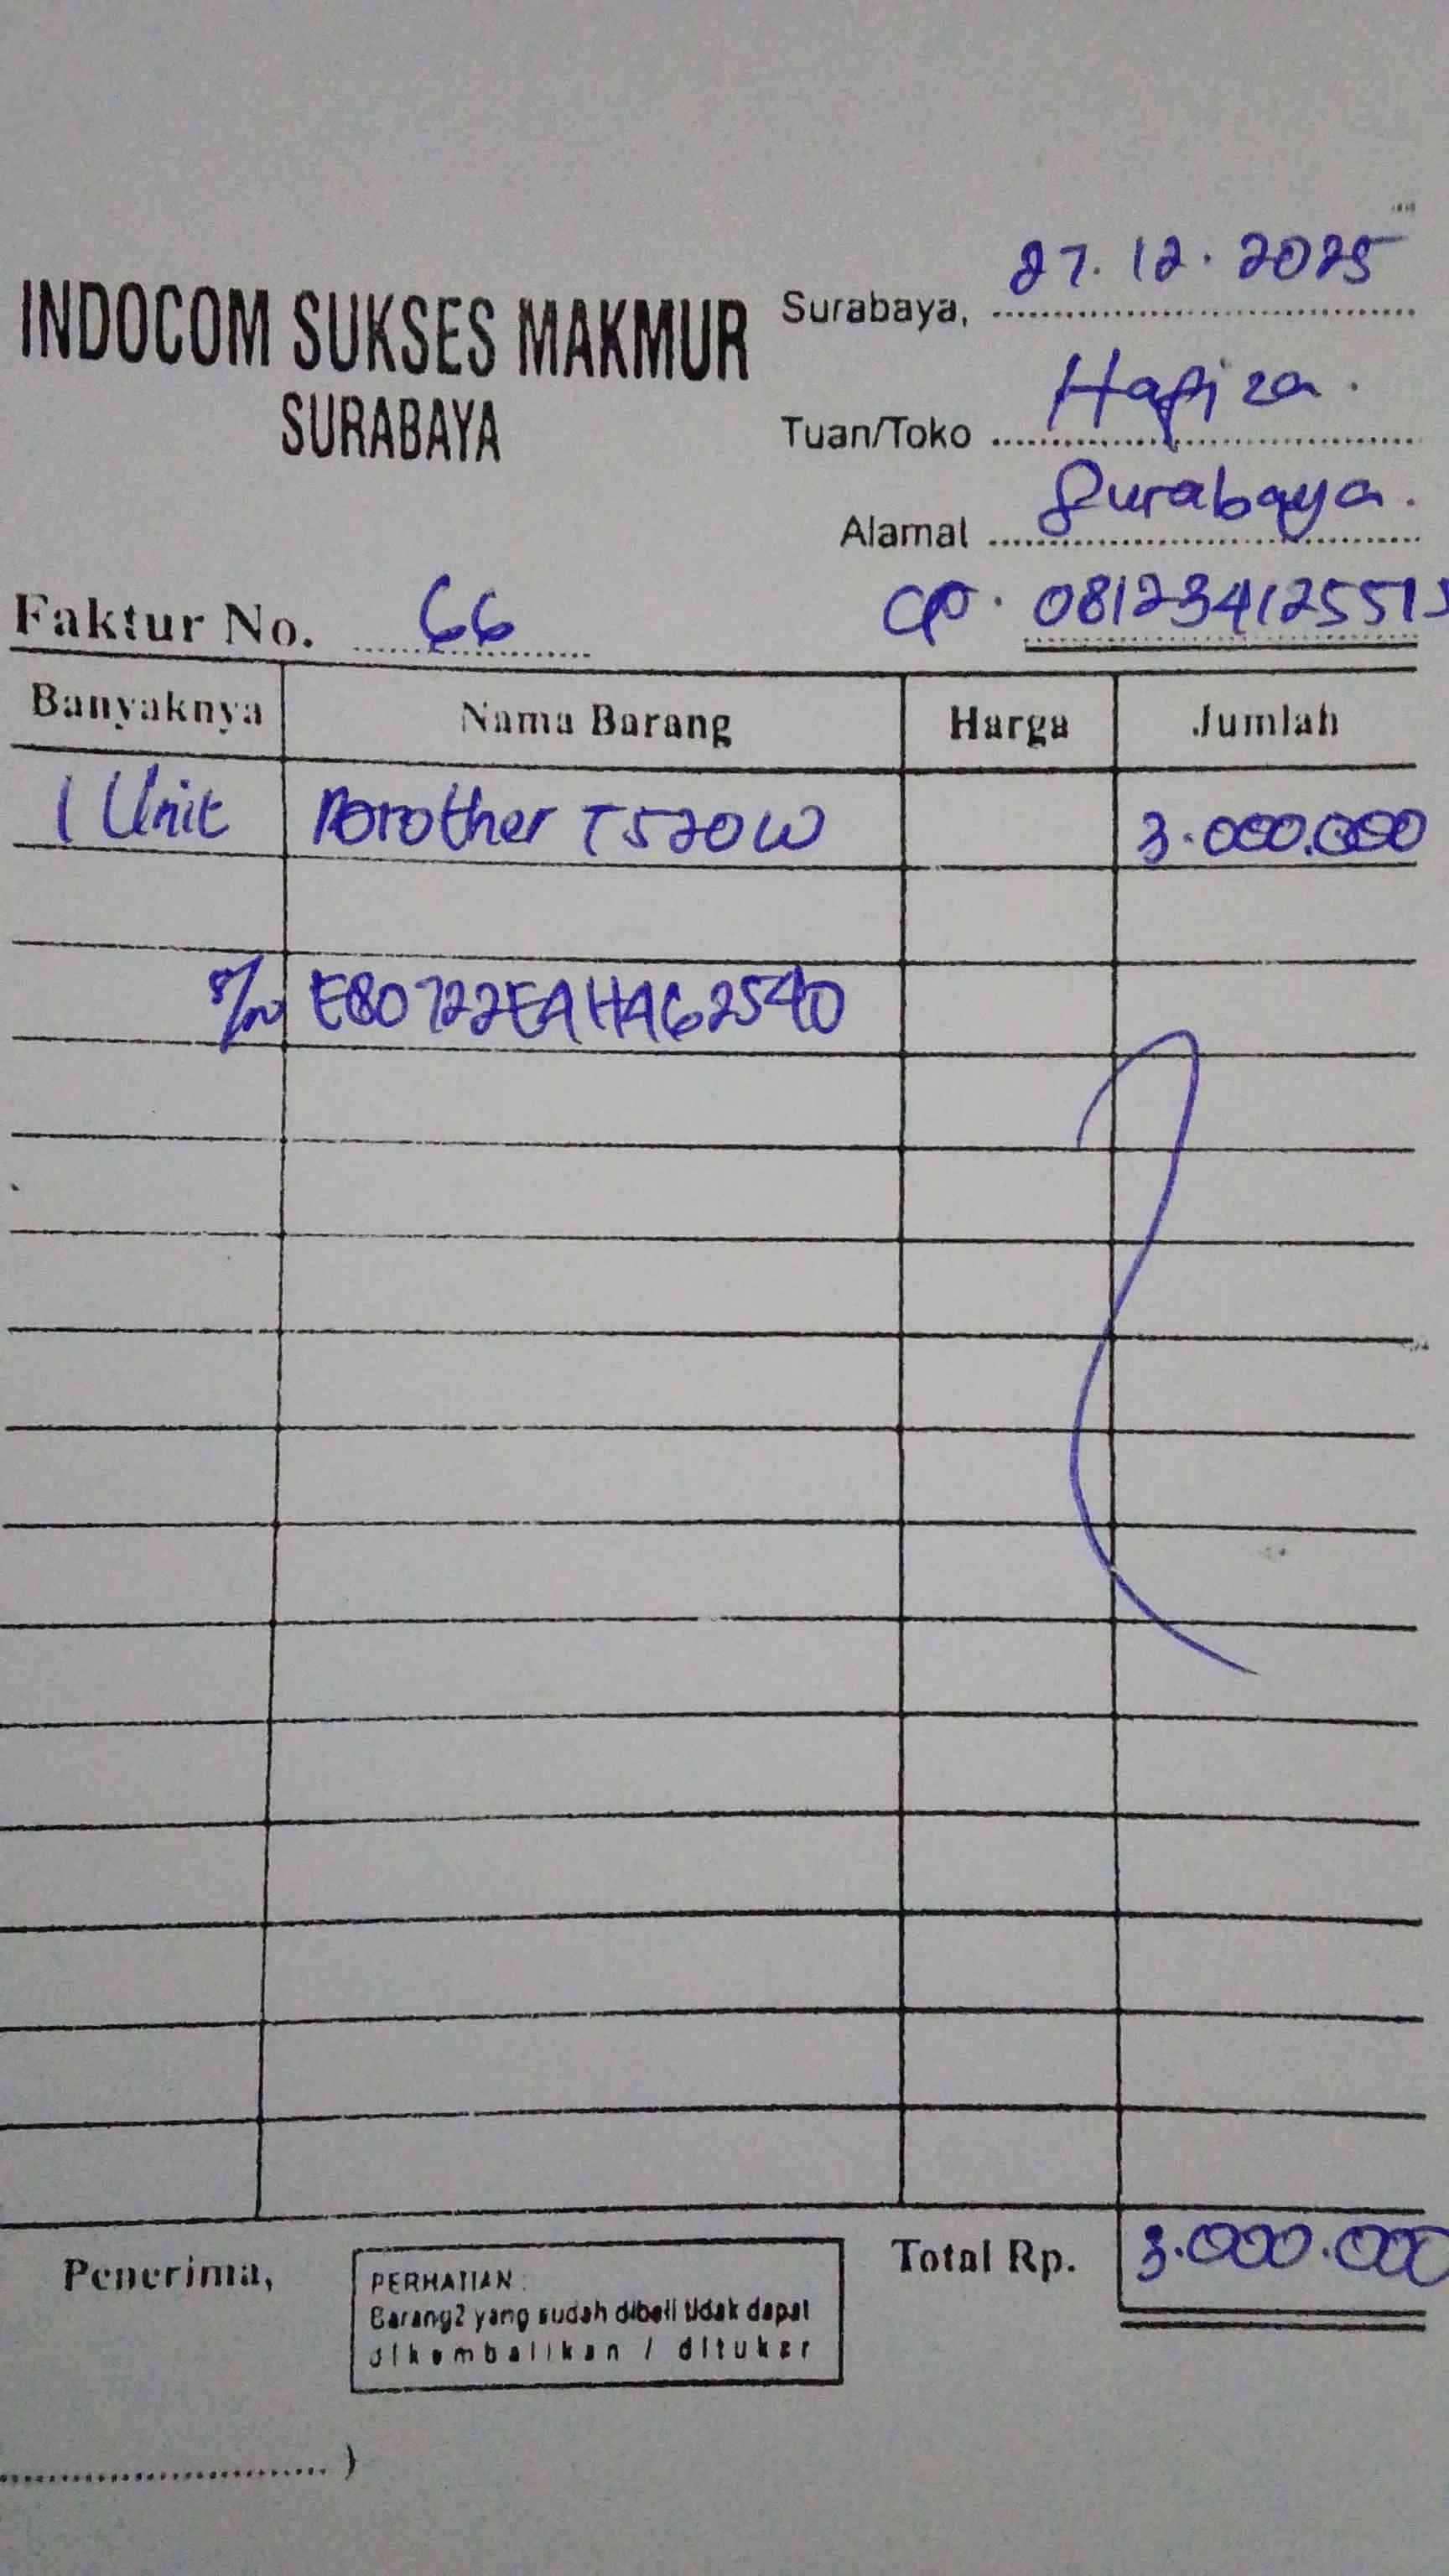 INDOCOM SUKSES MAKMUR
SURABAYA
Surabaya, 27.12.2025
Tuan/Toko Hafiza.
Alamat Surabaya.
Faktur No. 66
CP. 081234125515
Banyaknya Nama Barang Harga Jumlah
1 Unit Brother T520W 3.000.000
S/N E80722EAHA62540
Penerima,
Total Rp. 3.000.000
PERHATIAN :
Barang2 yang sudah dibeli tidak dapat
dikembalikan / ditukar
.............................. )